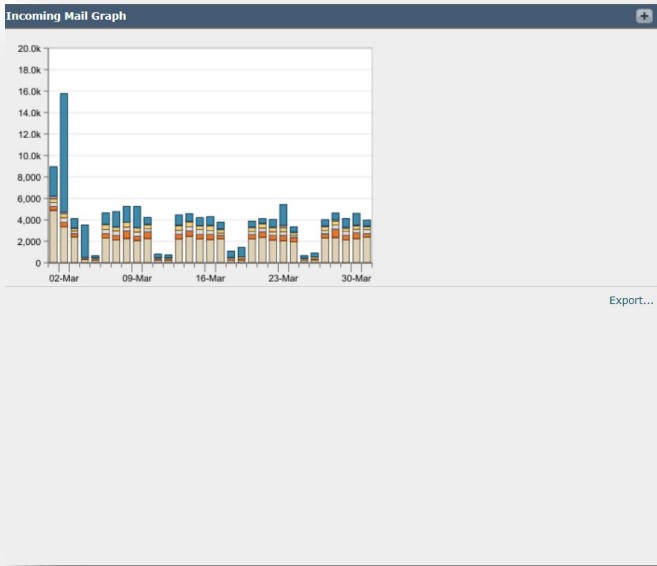 Incoming Mail Graph
20.0k
18.0k
16.0k
14.0k
12.0k
10.0k
8,000
6,000
4,000
2,000
0
02-Mar 09-Mar 16-Mar 23-Mar 30-Mar
Export...